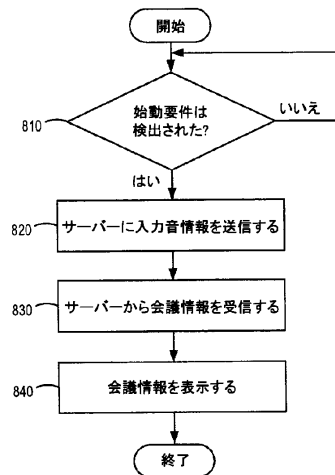 開始
始動要件は
検出された?
810
いいえ
はい
820
サーバーに入力音情報を送信する
830
サーバーから会議情報を受信する
840
会議情報を表示する
終了